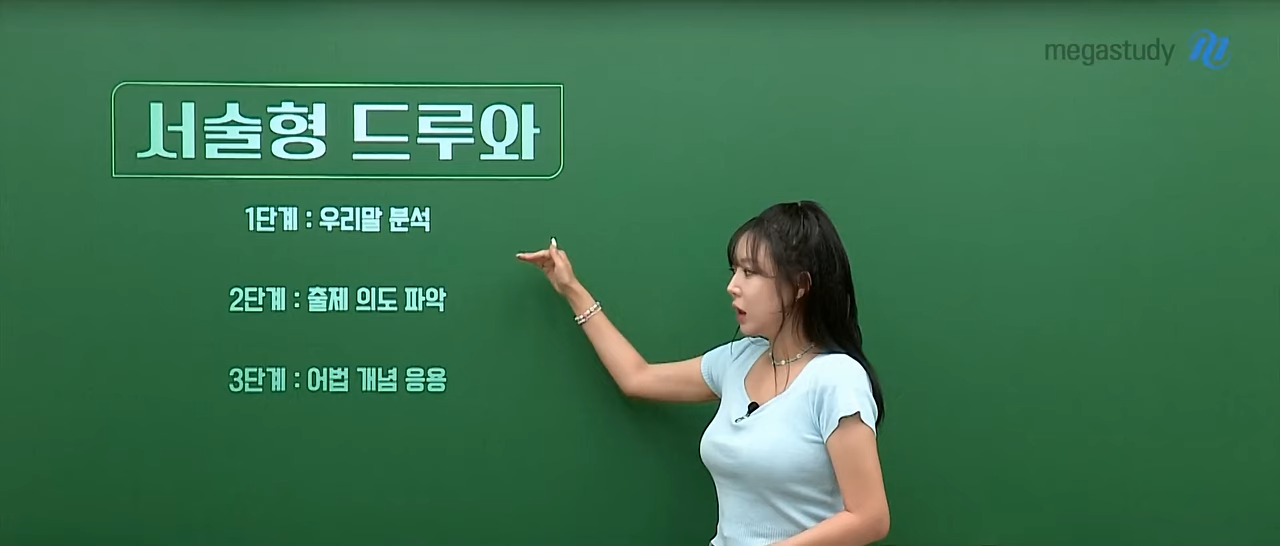 megastudy
서술형 드루와
1단계 : 우리말 분석
2단계 : 출제 의도 파악
3단계 : 어법 개념 응용